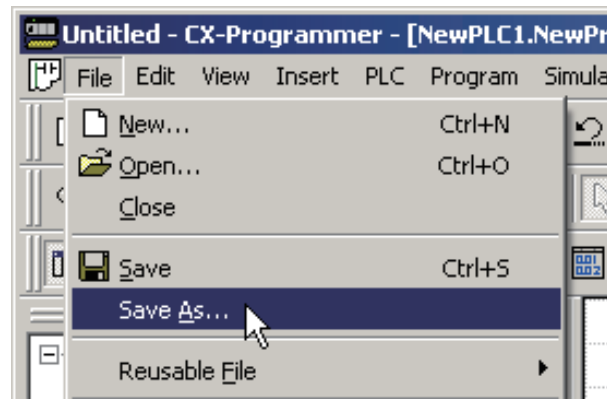 Untitled - CX-Programmer - [NewPLC1.NewPr
File Edit View Insert PLC Program Simula
New... Ctrl+N
Open... Ctrl+O
Close
Save Ctrl+S
Save As...
Reusable File